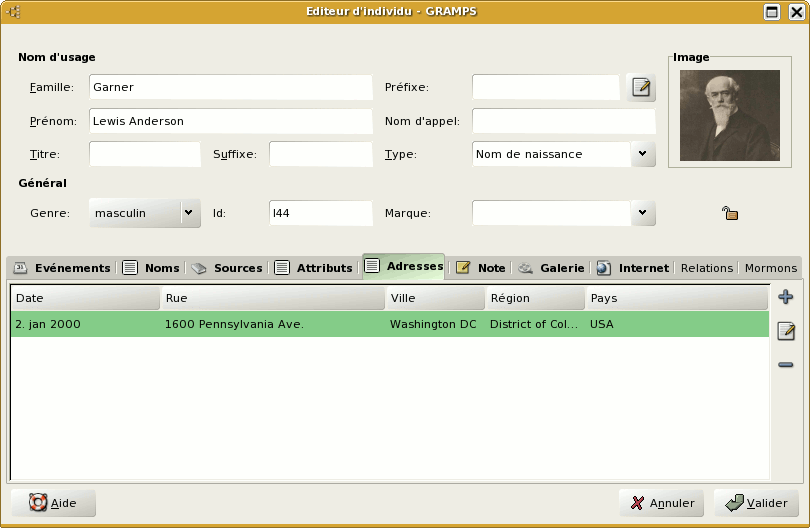 Editeur d'individu - GRAMPS
Nom d'usage
Image
Famille: Garner Préfixe:
Prénom: Lewis Anderson Nom d'appel:
Titre: Suffixe: Type: Nom de naissance
Général
Genre: masculin Id: I44 Marque:
Evénements Noms Sources Attributs Adresses Note Galerie Internet Relations Mormons
Date Rue Ville Région Pays
2. jan 2000 1600 Pennsylvania Ave. Washington DC District of Col... USA
Aide Annuler Valider